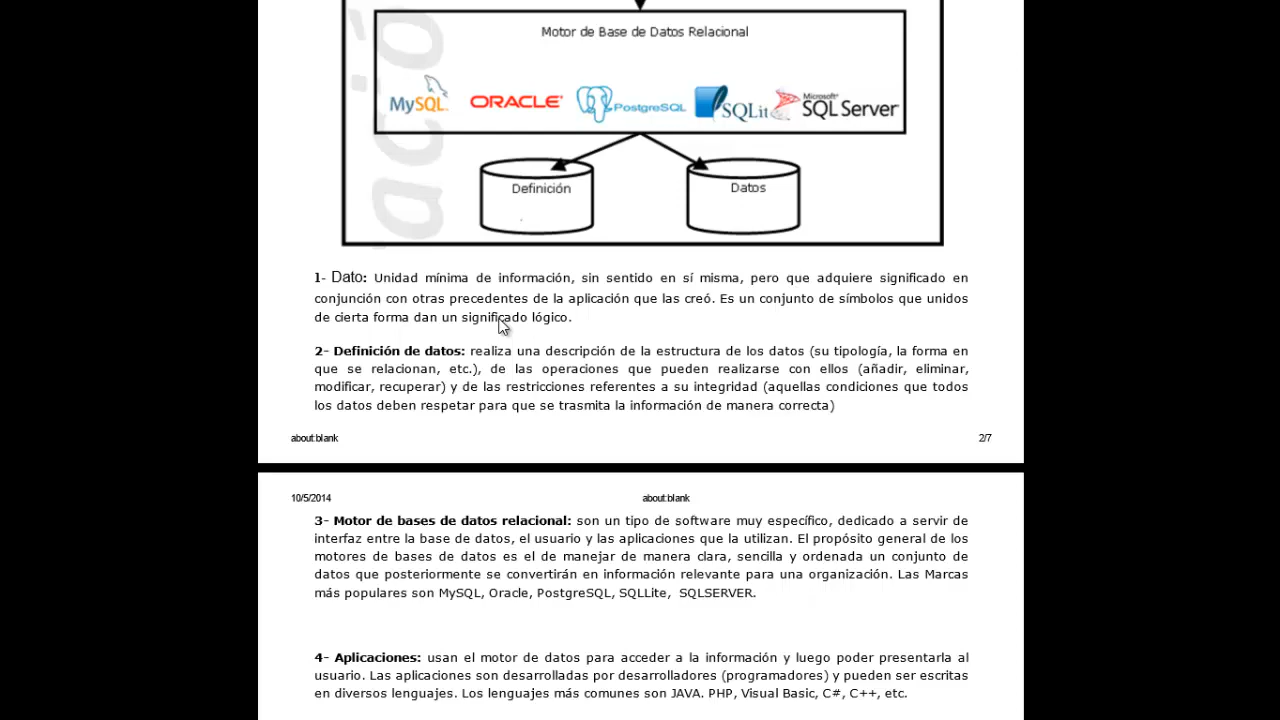 Motor de Base de Datos Relacional
MySQL ORACLE PostgreSQL SQLit Microsoft SQL Server
Definición Datos
ació
1- Dato: Unidad mínima de información, sin sentido en sí misma, pero que adquiere significado en
conjunción con otras precedentes de la aplicación que las creó. Es un conjunto de símbolos que unidos
de cierta forma dan un significado lógico.
2- Definición de datos: realiza una descripción de la estructura de los datos (su tipología, la forma en
que se relacionan, etc.), de las operaciones que pueden realizarse con ellos (añadir, eliminar,
modificar, recuperar) y de las restricciones referentes a su integridad (aquellas condiciones que todos
los datos deben respetar para que se trasmita la información de manera correcta)
about:blank 2/7
10/5/2014 about:blank
3- Motor de bases de datos relacional: son un tipo de software muy específico, dedicado a servir de
interfaz entre la base de datos, el usuario y las aplicaciones que la utilizan. El propósito general de los
motores de bases de datos es el de manejar de manera clara, sencilla y ordenada un conjunto de
datos que posteriormente se convertirán en información relevante para una organización. Las Marcas
más populares son MySQL, Oracle, PostgreSQL, SQLLite, SQLSERVER.
4- Aplicaciones: usan el motor de datos para acceder a la información y luego poder presentarla al
usuario. Las aplicaciones son desarrolladas por desarrolladores (programadores) y pueden ser escritas
en diversos lenguajes. Los lenguajes más comunes son JAVA. PHP, Visual Basic, C#, C++, etc.